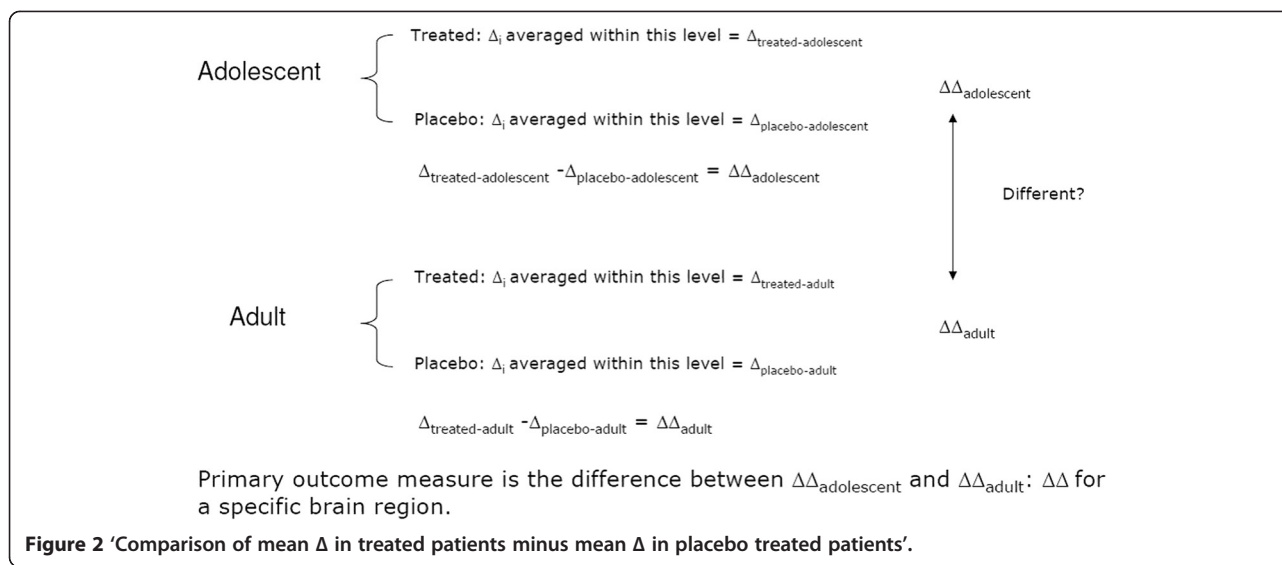 Treated: Δi averaged within this level = Δtreated-adolescent
Adolescent
ΔΔadolescent
Placebo: Δi averaged within this level = Δplacebo-adolescent
Δtreated-adolescent -Δplacebo-adolescent = ΔΔadolescent
Different?
Treated: Δi averaged within this level = Δtreated-adult
Adult
ΔΔadult
Placebo: Δi averaged within this level = Δplacebo-adult
Δtreated-adult -Δplacebo-adult = ΔΔadult
Primary outcome measure is the difference between ΔΔadolescent and ΔΔadult: ΔΔ for
a specific brain region.
Figure 2 ‘Comparison of mean Δ in treated patients minus mean Δ in placebo treated patients’.